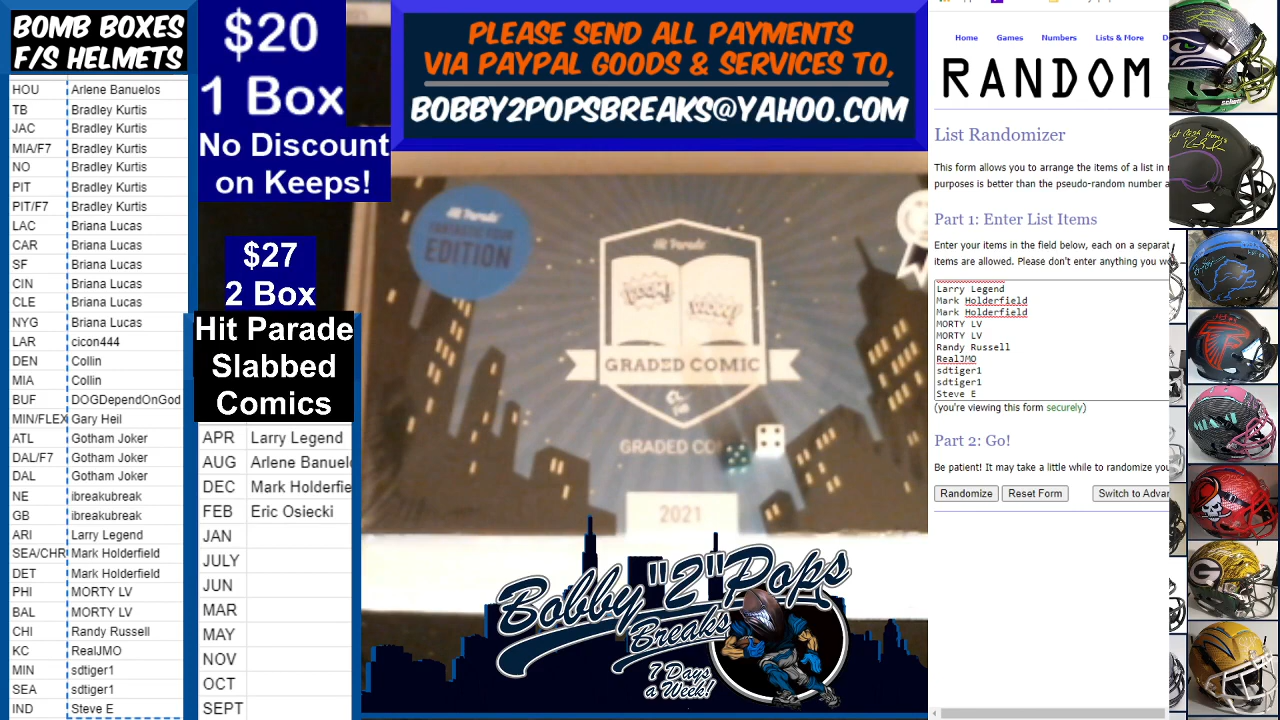 BOMB BOXES
F/S HELMETS
HOU Arlene Banuelos
TB Bradley Kurtis
JAC Bradley Kurtis
MIA/F7 Bradley Kurtis
NO Bradley Kurtis
PIT Bradley Kurtis
PIT/F7 Bradley Kurtis
LAC Briana Lucas
CAR Briana Lucas
SF Briana Lucas
CIN Briana Lucas
CLE Briana Lucas
NYG Briana Lucas
LAR cicon444
DEN Collin
MIA Collin
BUF DOGDependOnGod
MIN/FLEX Gary Heil
ATL Gotham Joker
DAL/F7 Gotham Joker
DAL Gotham Joker
NE ibreakubreak
GB ibreakubreak
ARI Larry Legend
SEA/CHR Mark Holderfield
DET Mark Holderfield
PHI MORTY LV
BAL MORTY LV
CHI Randy Russell
KC RealJMO
MIN sdtiger1
SEA sdtiger1
IND Steve E
$20
1 Box
No Discount
on Keeps!
$27
2 Box
Hit Parade
Slabbed
Comics
APR Larry Legend
AUG Arlene Banuel
DEC Mark Holderfie
FEB Eric Osiecki
JAN
JULY
JUN
MAR
MAY
NOV
OCT
SEPT
PLEASE SEND ALL PAYMENTS
VIA PAYPAL GOODS & SERVICES TO,
BOBBY2POPSBREAKS@YAHOO.COM
Hit Parade
EDITION
Hit Parade
GRADED COMIC
GRADED CO
2021
Bobby "2" Pops
Breaks
7 Days
a Week!
Home Games Numbers Lists & More D
RANDOM
List Randomizer
This form allows you to arrange the items of a list in
purposes is better than the pseudo-random number a
Part 1: Enter List Items
Enter your items in the field below, each on a separat
items are allowed. Please don't enter anything you wo
Larry Legend
Mark Holderfield
Mark Holderfield
MORTY LV
MORTY LV
Randy Russell
RealJMO
sdtiger1
sdtiger1
Steve E
(you're viewing this form securely)
Part 2: Go!
Be patient! It may take a little while to randomize you
Randomize Reset Form Switch to Advar